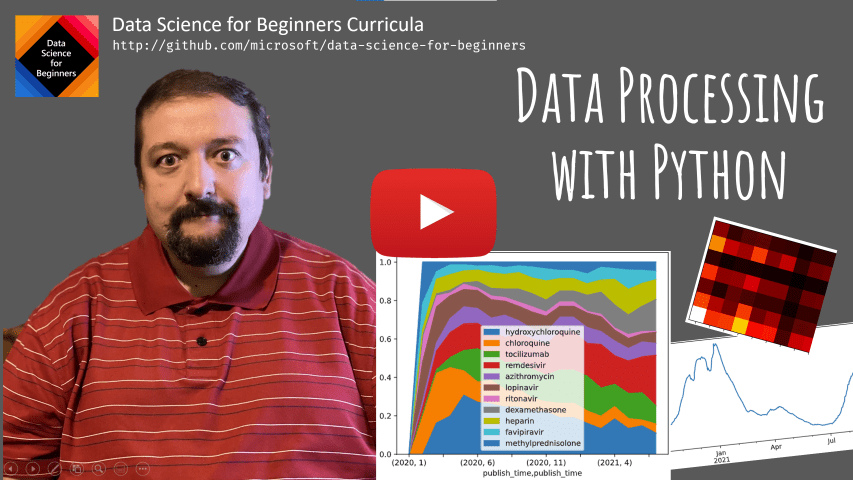 Data Science for Beginners Curricula
http://github.com/microsoft/data-science-for-beginners
Data
Science
for
Beginners
DATA PROCESSING
WITH PYTHON
1.0
0.8
0.6
0.4
0.2
0.0
hydroxychloroquine
chloroquine
tocilizumab
remdesivir
azithromycin
lopinavir
ritonavir
dexamethasone
heparin
favipiravir
methylprednisolone
(2020, 1) (2020, 6) (2020, 11) (2021, 4)
publish_time,publish_time
Jan Apr Jul
2021